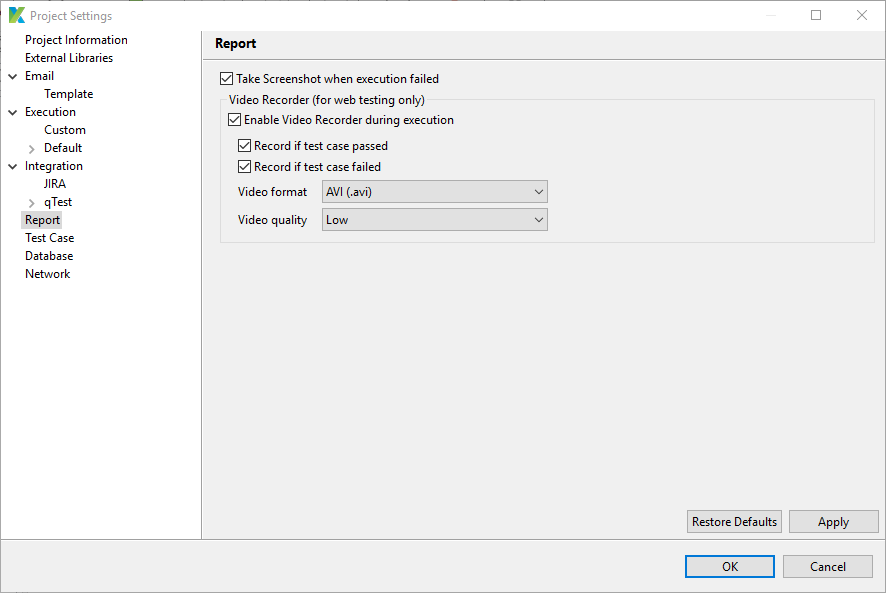 Project Settings
Project Information
External Libraries
Email
Template
Execution
Custom
Default
Integration
JIRA
qTest
Report
Test Case
Database
Network
Report
Take Screenshot when execution failed
Video Recorder (for web testing only)
Enable Video Recorder during execution
Record if test case passed
Record if test case failed
Video format AVI (.avi)
Video quality Low
Restore Defaults Apply
OK Cancel